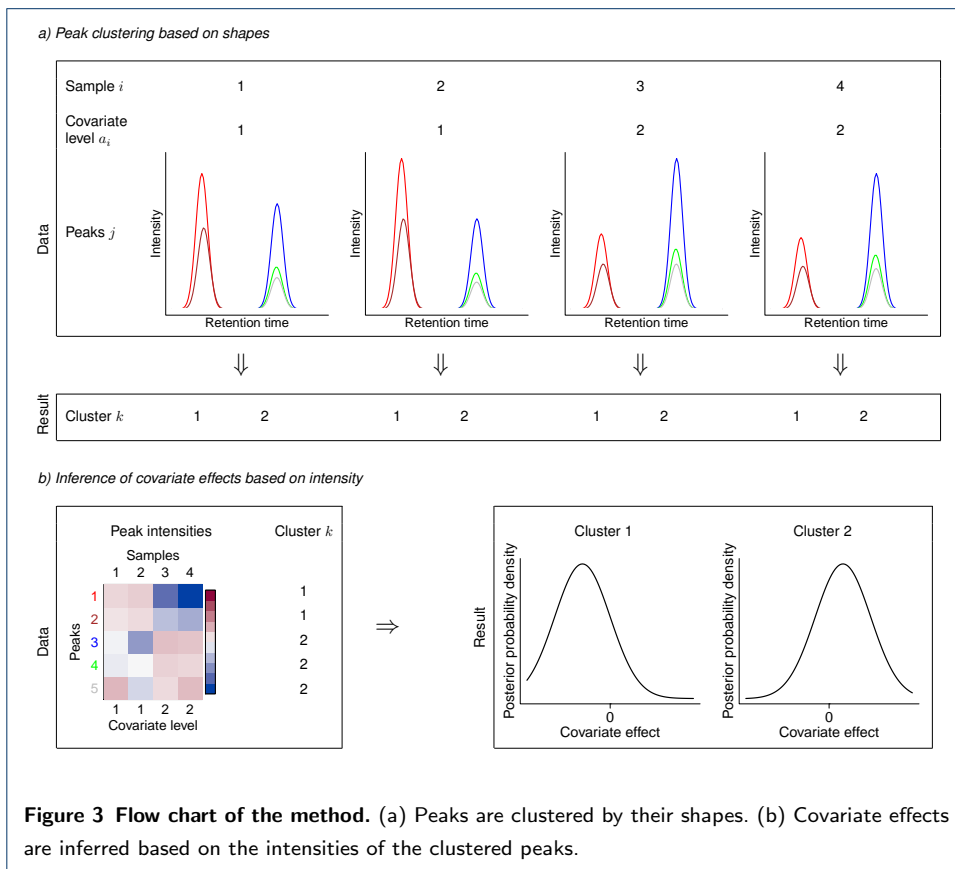 a) Peak clustering based on shapes
Sample i
1 2 3 4
Covariate
level a_i
1 1 2 2
Data
Peaks j
Intensity Intensity Intensity Intensity
Retention time Retention time Retention time Retention time
⇓ ⇓ ⇓ ⇓
Result
Cluster k 1 2 1 2 1 2 1 2
b) Inference of covariate effects based on intensity
Data
Peak intensities Cluster k
Samples
1 2 3 4
Peaks
1 1
2 1
3 2
4 2
5 2
1 1 2 2
Covariate level
⇒
Result
Cluster 1 Cluster 2
Posterior probability density Posterior probability density
0 0
Covariate effect Covariate effect
Figure 3 Flow chart of the method. (a) Peaks are clustered by their shapes. (b) Covariate effects
are inferred based on the intensities of the clustered peaks.